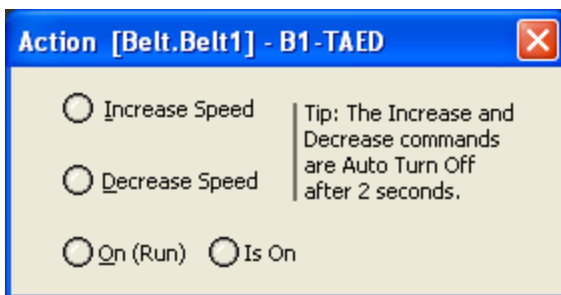 Action [Belt.Belt1] - B1-TAED
Increase Speed
Tip: The Increase and
Decrease commands
are Auto Turn Off
after 2 seconds.
Decrease Speed
On (Run) Is On